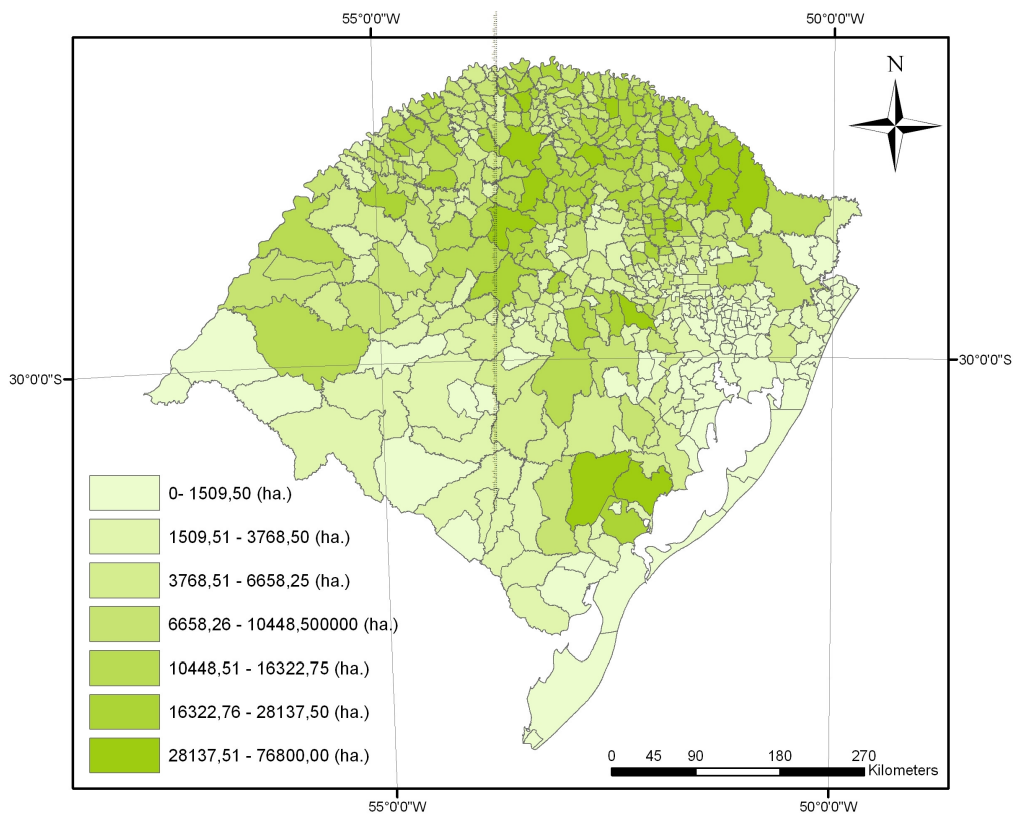 55°0'0"W 50°0'0"W
N
30°0'0"S 30°0'0"S
0- 1509,50 (ha.)
1509,51 - 3768,50 (ha.)
3768,51 - 6658,25 (ha.)
6658,26 - 10448,500000 (ha.)
10448,51 - 16322,75 (ha.)
16322,76 - 28137,50 (ha.)
28137,51 - 76800,00 (ha.)
0 45 90 180 270
Kilometers
55°0'0"W 50°0'0"W